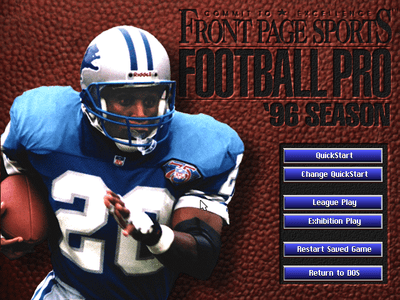 COMMIT TO EXCELLENCE
FRONT PAGE SPORTS
FOOTBALL PRO
'96 SEASON
Riddell
20
QuickStart
Change QuickStart
League Play
Exhibition Play
Restart Saved Game
Return to DOS